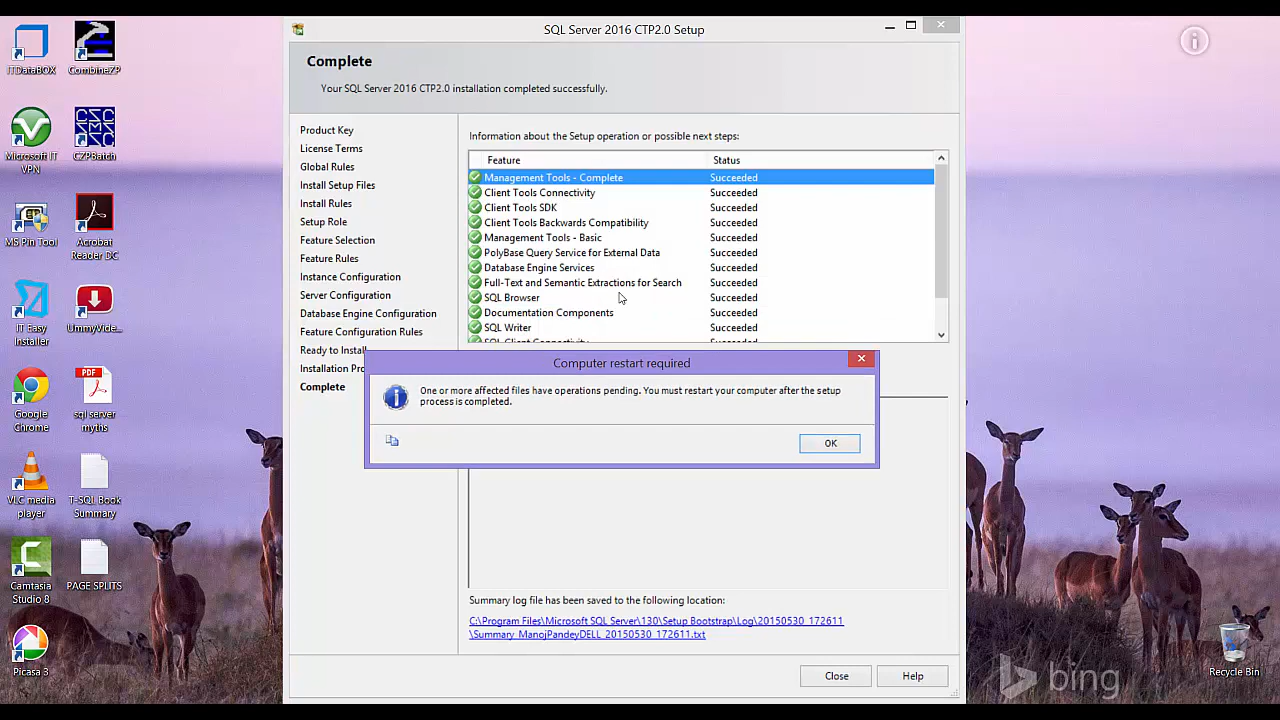 SQL Server 2016 CTP2.0 Setup
Complete
Your SQL Server 2016 CTP2.0 installation completed successfully.
Product Key
License Terms
Global Rules
Install Setup Files
Install Rules
Setup Role
Feature Selection
Feature Rules
Instance Configuration
Server Configuration
Database Engine Configuration
Feature Configuration Rules
Ready to Install
Installation Pro
Complete
Information about the Setup operation or possible next steps:
Feature Status
Management Tools - Complete Succeeded
Client Tools Connectivity Succeeded
Client Tools SDK Succeeded
Client Tools Backwards Compatibility Succeeded
Management Tools - Basic Succeeded
PolyBase Query Service for External Data Succeeded
Database Engine Services Succeeded
Full-Text and Semantic Extractions for Search Succeeded
SQL Browser Succeeded
Documentation Components Succeeded
SQL Writer Succeeded
SQL Client Connectivity Succeeded
Computer restart required
One or more affected files have operations pending. You must restart your computer after the setup
process is completed.
OK
Summary log file has been saved to the following location:
C:\Program Files\Microsoft SQL Server\130\Setup Bootstrap\Log\20150530_172611
\Summary_ManojPandeyDELL_20150530_172611.txt
Close Help
ITDataBOX
CombineZP
Microsoft IT
VPN
CZPBatch
MS Pin Tool
Acrobat
Reader DC
IT Easy
Installer
UmmyVide...
Google
Chrome
PDF
sql server
myths
VLC media
player
T-SQL Book
Summary
Camtasia
Studio 8
PAGE SPLITS
Picasa 3
Recycle Bin
bing